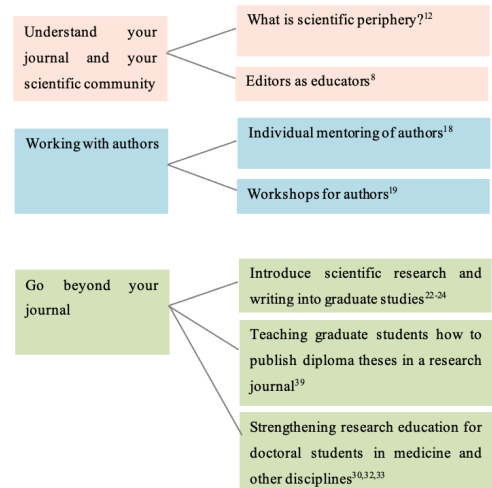 Understand your
journal and your
scientific community
What is scientific periphery?¹²
Editors as educators⁸
Working with authors
Individual mentoring of authors¹⁸
Workshops for authors¹⁹
Go beyond your
journal
Introduce scientific research and
writing into graduate studies²²⁻²⁴
Teaching graduate students how to
publish diploma theses in a research
journal³⁹
Strengthening research education for
doctoral students in medicine and
other disciplines³⁰,³²,³³